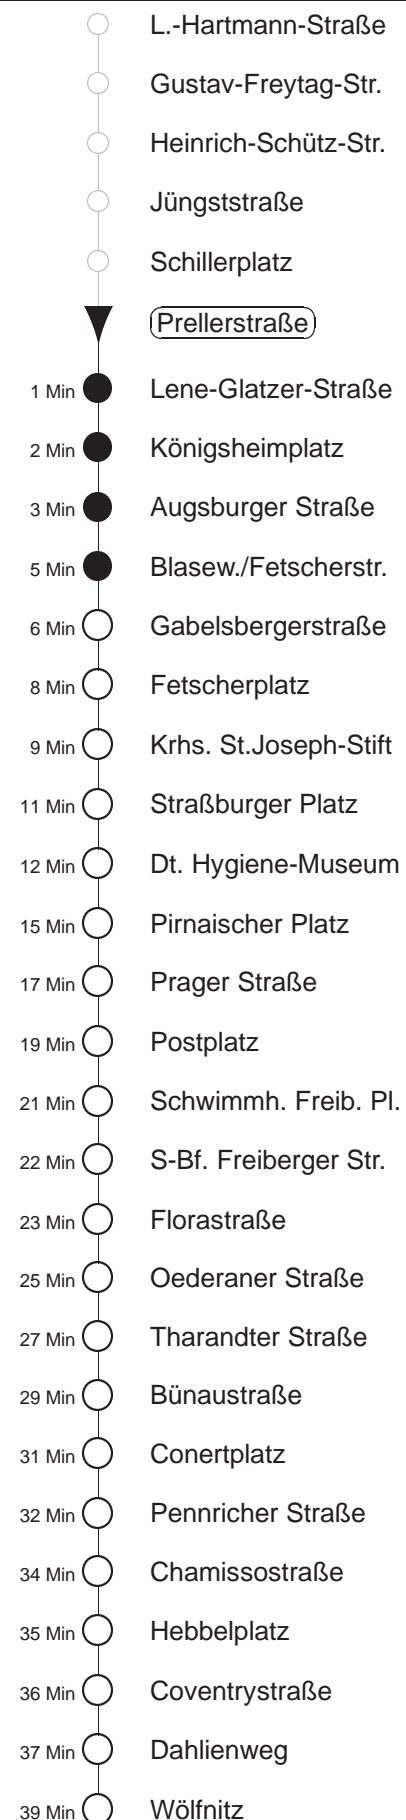 L.-Hartmann-Straße
Gustav-Freytag-Str.
Heinrich-Schütz-Str.
Jüngststraße
Schillerplatz
Prellerstraße
1 Min Lene-Glatzer-Straße
2 Min Königsheimplatz
3 Min Augsburger Straße
5 Min Blasew./Fetscherstr.
6 Min Gabelsbergerstraße
8 Min Fetscherplatz
9 Min Krhs. St.Joseph-Stift
11 Min Straßburger Platz
12 Min Dt. Hygiene-Museum
15 Min Pirnaischer Platz
17 Min Prager Straße
19 Min Postplatz
21 Min Schwimmh. Freib. Pl.
22 Min S-Bf. Freiberger Str.
23 Min Florastraße
25 Min Oederaner Straße
27 Min Tharandter Straße
29 Min Bünaustraße
31 Min Conertplatz
32 Min Pennricher Straße
34 Min Chamissostraße
35 Min Hebbelplatz
36 Min Coventrystraße
37 Min Dahlienweg
39 Min Wölfnitz